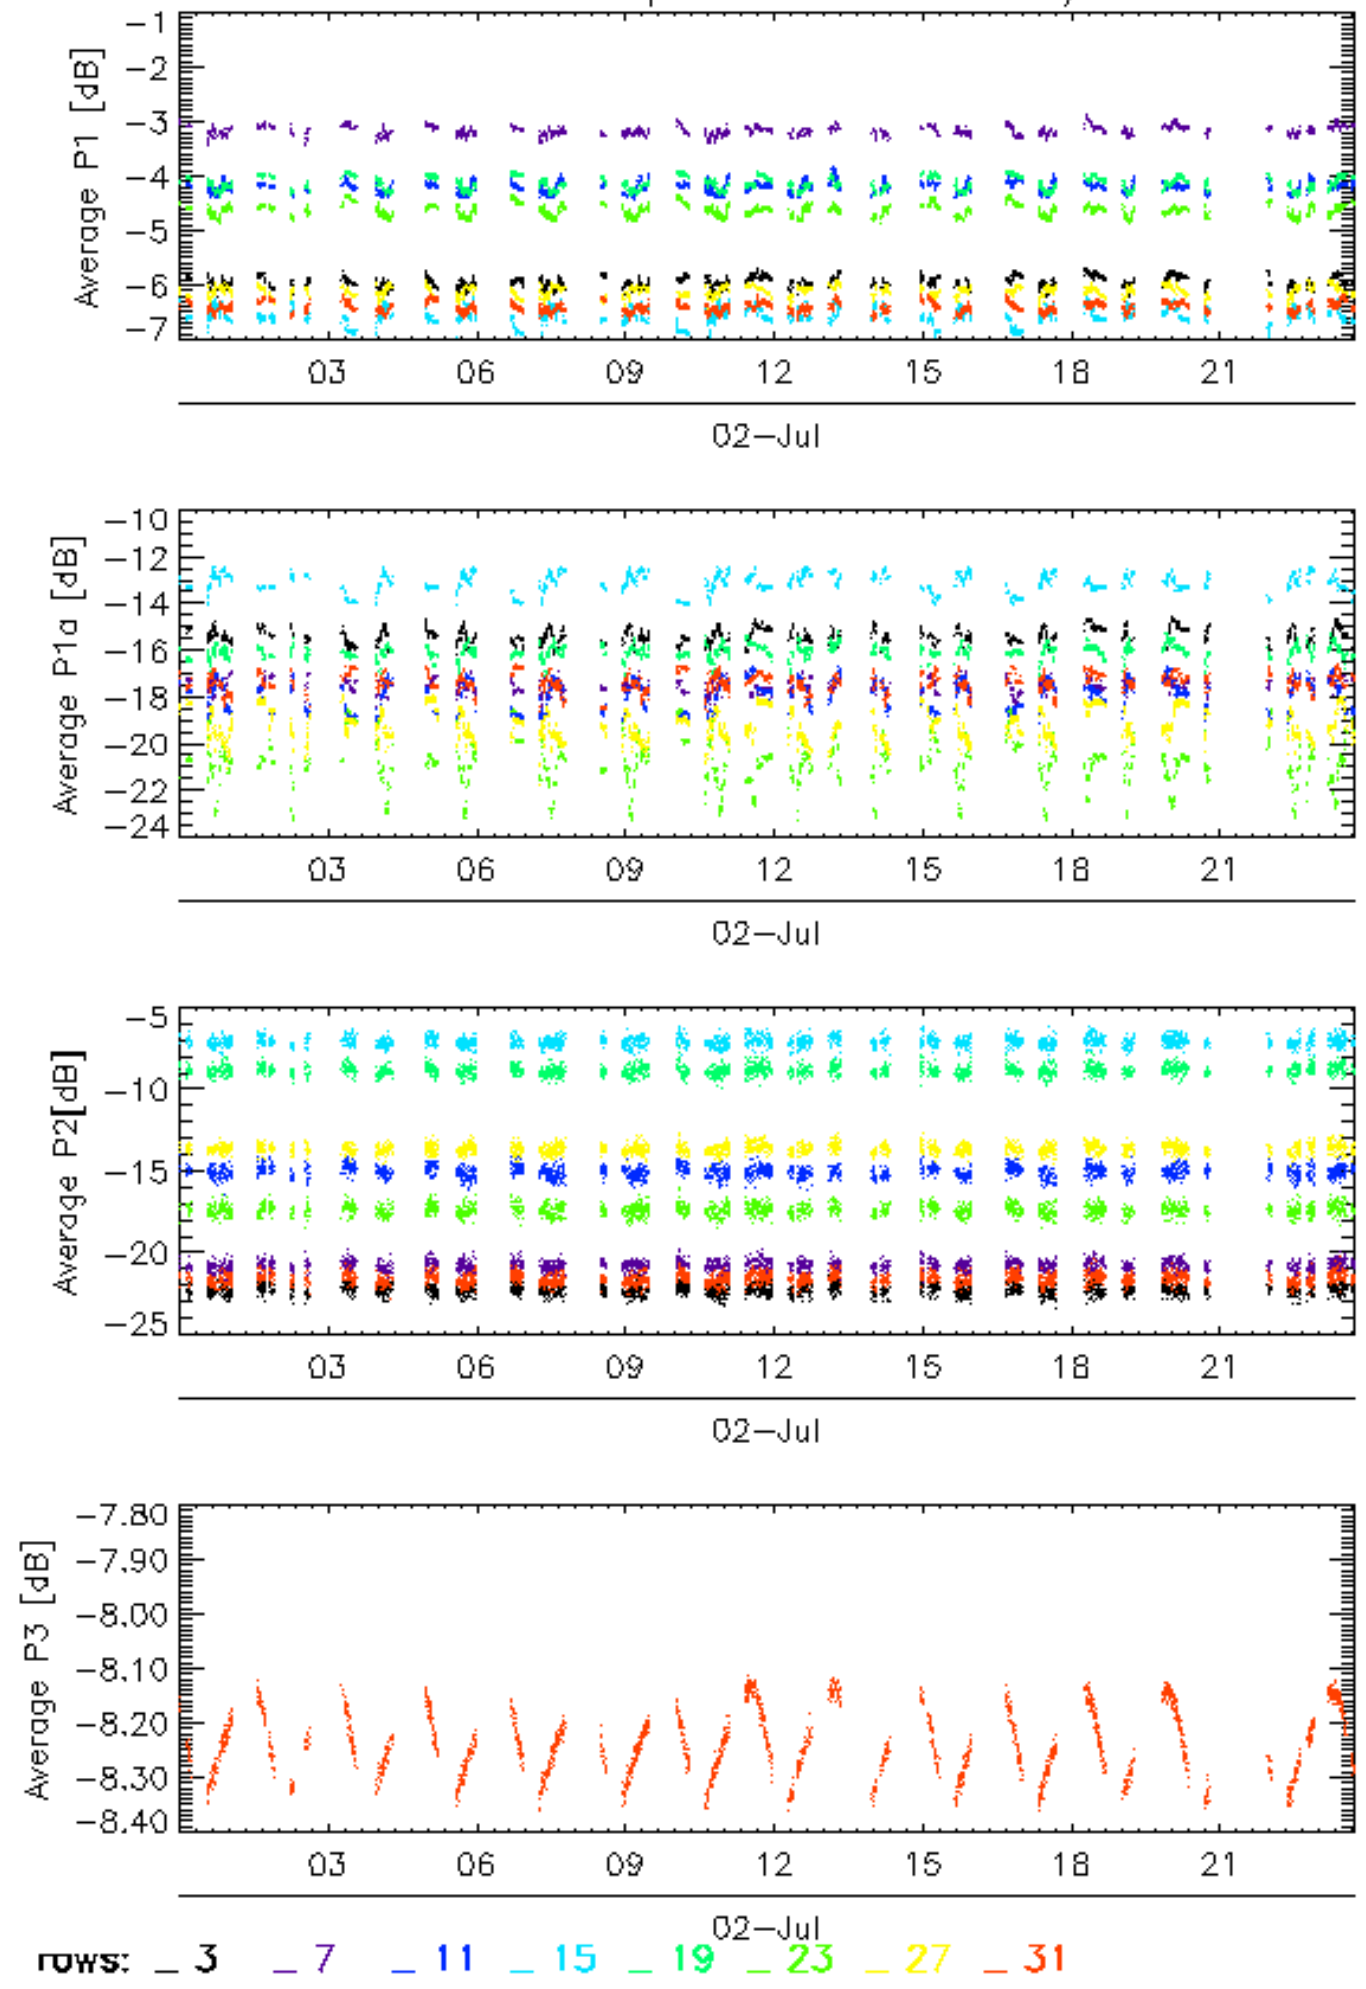 Average P1 [dB]
-1
-2
-3
-4
-5
-6
-7
03 06 09 12 15 18 21
02-Jul
Average P1a [dB]
-10
-12
-14
-16
-18
-20
-22
-24
03 06 09 12 15 18 21
02-Jul
Average P2[dB]
-5
-10
-15
-20
-25
03 06 09 12 15 18 21
02-Jul
Average P3 [dB]
-7.80
-7.90
-8.00
-8.10
-8.20
-8.30
-8.40
03 06 09 12 15 18 21
02-Jul
rows: _ 3 _ 7 _ 11 _ 15 _ 19 _ 23 _ 27 _ 31